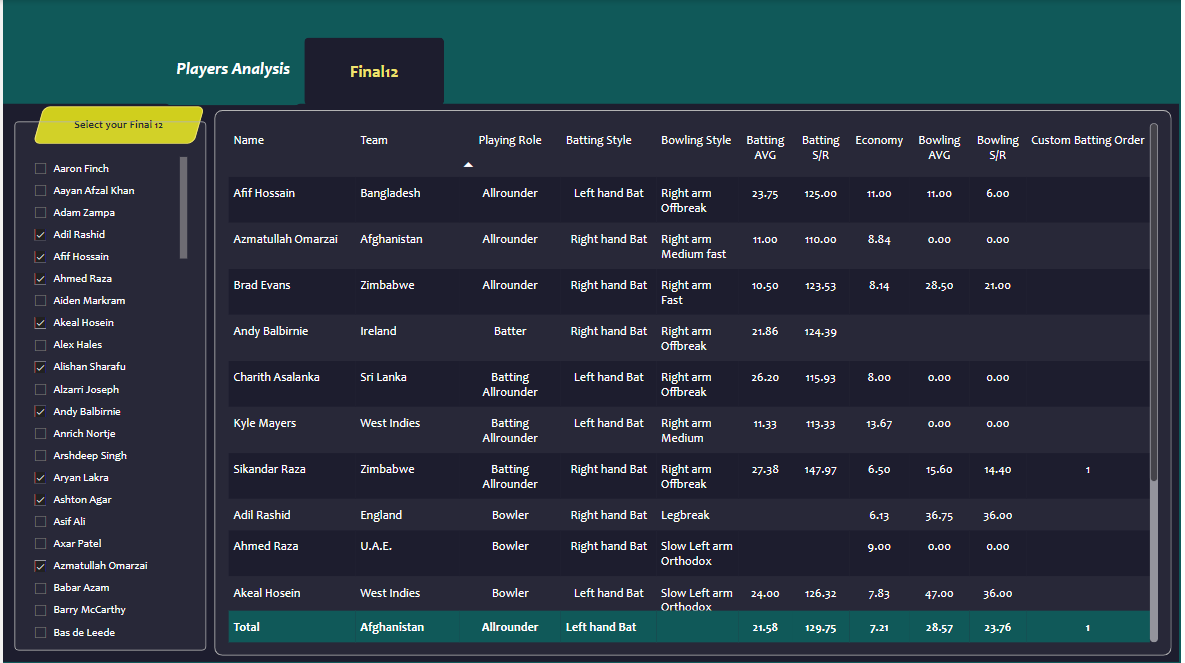 Players Analysis
Final12
Select your Final 12
Aaron Finch
Aayan Afzal Khan
Adam Zampa
Adil Rashid
Afif Hossain
Ahmed Raza
Aiden Markram
Akeal Hosein
Alex Hales
Alishan Sharafu
Alzarri Joseph
Andy Balbirnie
Anrich Nortje
Arshdeep Singh
Aryan Lakra
Ashton Agar
Asif Ali
Axar Patel
Azmatullah Omarzai
Babar Azam
Barry McCarthy
Bas de Leede
Name Team Playing Role Batting Style Bowling Style Batting AVG Batting S/R Economy Bowling AVG Bowling S/R Custom Batting Order
Afif Hossain Bangladesh Allrounder Left hand Bat Right arm Offbreak 23.75 125.00 11.00 11.00 6.00
Azmatullah Omarzai Afghanistan Allrounder Right hand Bat Right arm Medium fast 11.00 110.00 8.84 0.00 0.00
Brad Evans Zimbabwe Allrounder Right hand Bat Right arm Fast 10.50 123.53 8.14 28.50 21.00
Andy Balbirnie Ireland Batter Right hand Bat Right arm Offbreak 21.86 124.39
Charith Asalanka Sri Lanka Batting Allrounder Left hand Bat Right arm Offbreak 26.20 115.93 8.00 0.00 0.00
Kyle Mayers West Indies Batting Allrounder Left hand Bat Right arm Medium 11.33 113.33 13.67 0.00 0.00
Sikandar Raza Zimbabwe Batting Allrounder Right hand Bat Right arm Offbreak 27.38 147.97 6.50 15.60 14.40 1
Adil Rashid England Bowler Right hand Bat Legbreak 6.13 36.75 36.00
Ahmed Raza U.A.E. Bowler Right hand Bat Slow Left arm Orthodox 9.00 0.00 0.00
Akeal Hosein West Indies Bowler Left hand Bat Slow Left arm Orthodox 24.00 126.32 7.83 47.00 36.00
Total Afghanistan Allrounder Left hand Bat 21.58 129.75 7.21 28.57 23.76 1